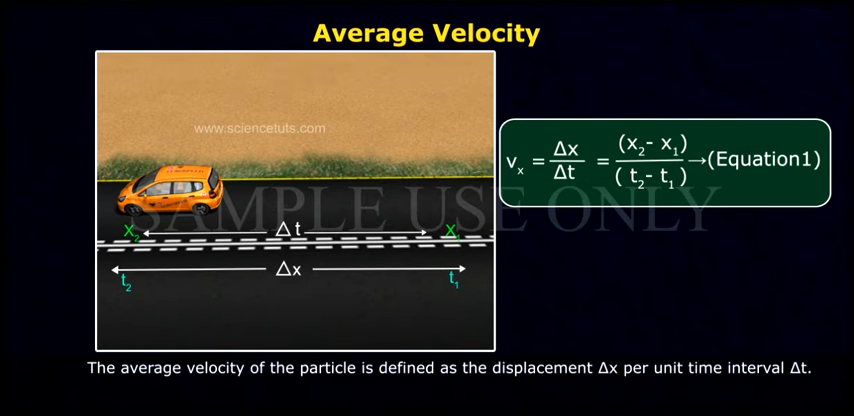 Average Velocity
www.sciencetuts.com
vₓ = Δx/Δt = (x₂- x₁)/( t₂- t₁ ) →(Equation1)
SAMPLE USE ONLY
X₂ Δt X₁
Δx
t₂ t₁
The average velocity of the particle is defined as the displacement Δx per unit time interval Δt.